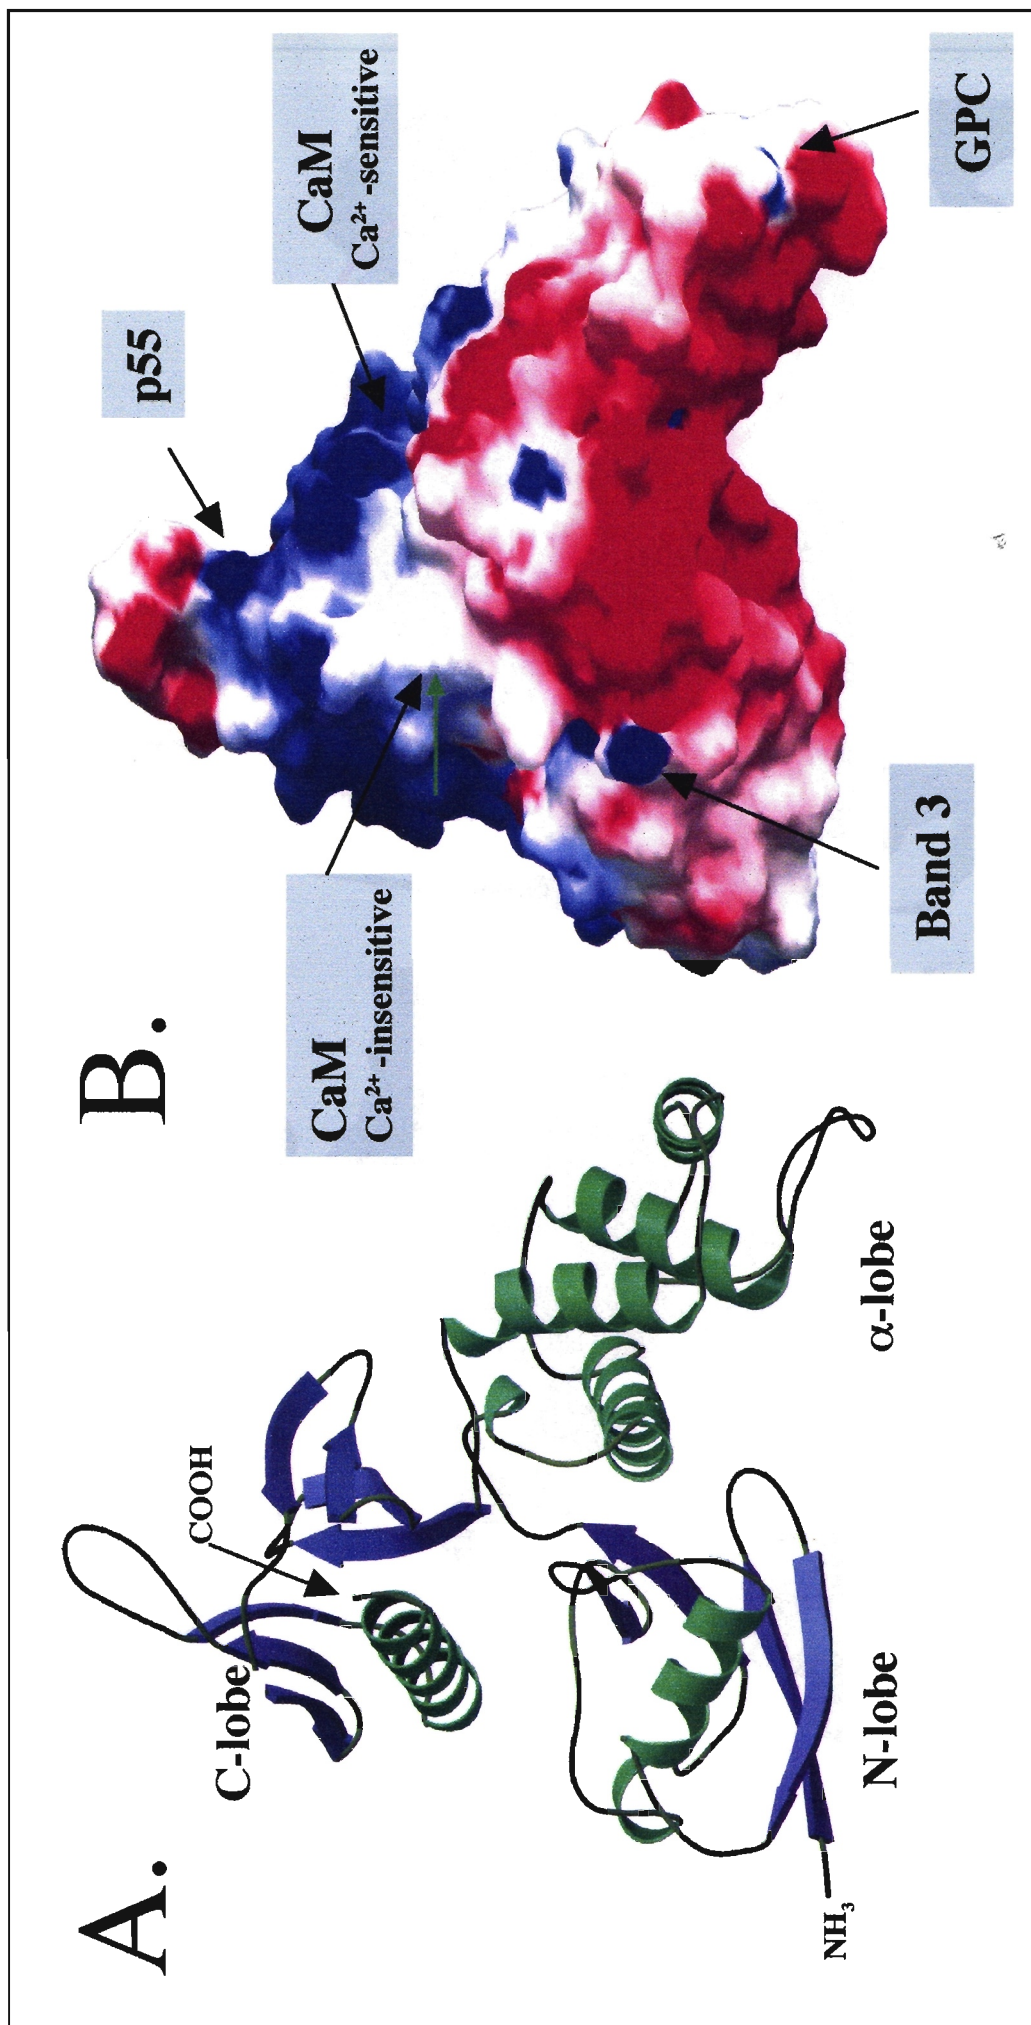 A.
C-lobe
COOH
N-lobe
α-lobe
NH₃
B.
p55
CaM
Ca²⁺-sensitive
CaM
Ca²⁺-insensitive
Band 3
GPC